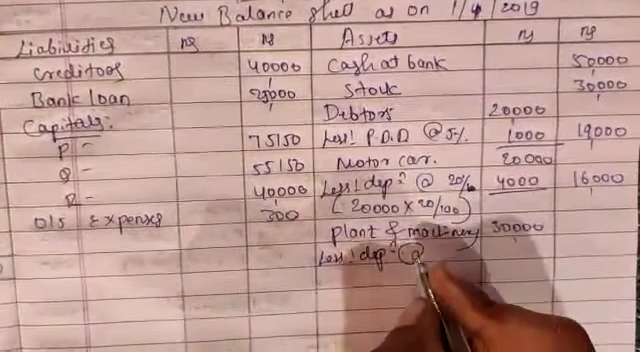 New Balance Sheet as on 1/4/2019
Liabilities Rs Rs Assets Rs Rs
Creditors 40000 Cash at bank 50000
Bank loan 25000 Stock 30000
Capitals: Debtors 20000
P - 75150 Less: P.D.D @ 5% 1000 19000
Q - 55150 Motor car. 20000
R - 40000 Less: dep? @ 20% 4000 16000
O/s Expenses 300 (20000 x 20/100)
plant & machinery 30000
Less: dep? @